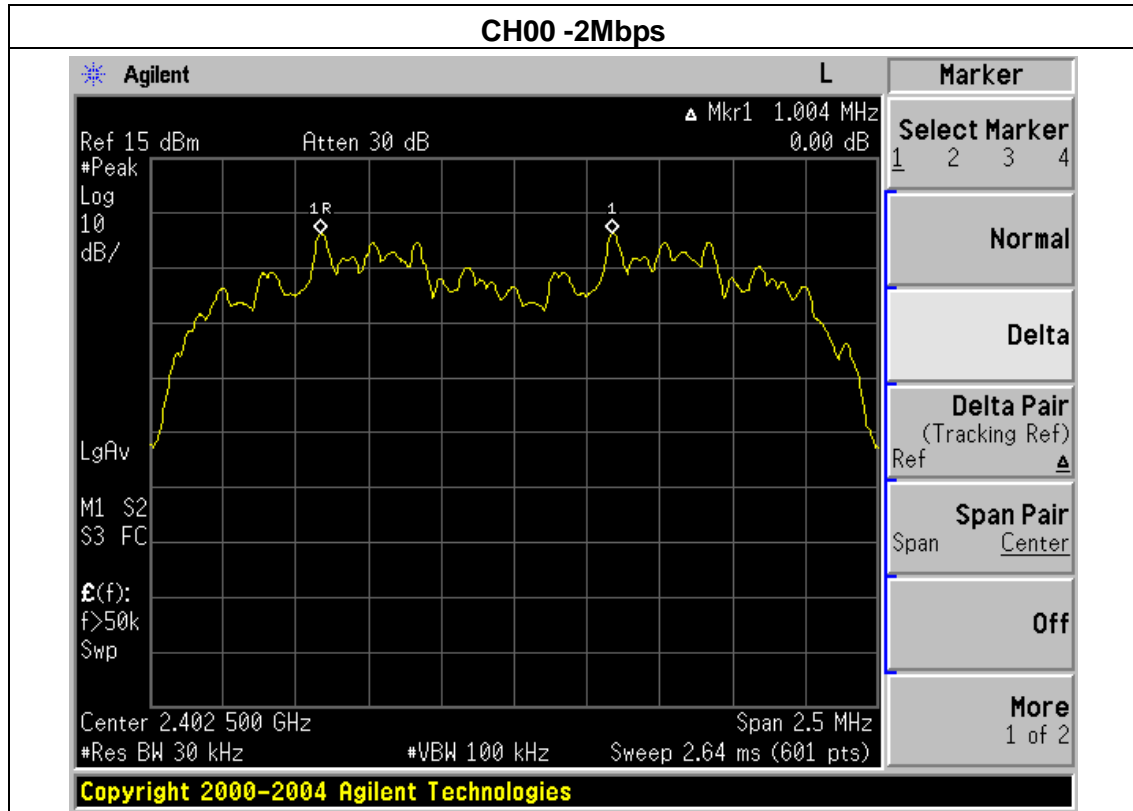 CH00 -2Mbps
Agilent L
Δ Mkr1 1.004 MHz
Ref 15 dBm Atten 30 dB 0.00 dB
#Peak
Log
10
dB/
1R 1
LgAv
M1 S2
S3 FC
£(f):
f>50k
Swp
Center 2.402 500 GHz Span 2.5 MHz
#Res BW 30 kHz #VBW 100 kHz Sweep 2.64 ms (601 pts)
Copyright 2000-2004 Agilent Technologies
Marker
Select Marker
1 2 3 4
Normal
Delta
Delta Pair
(Tracking Ref)
Ref Δ
Span Pair
Span Center
Off
More
1 of 2